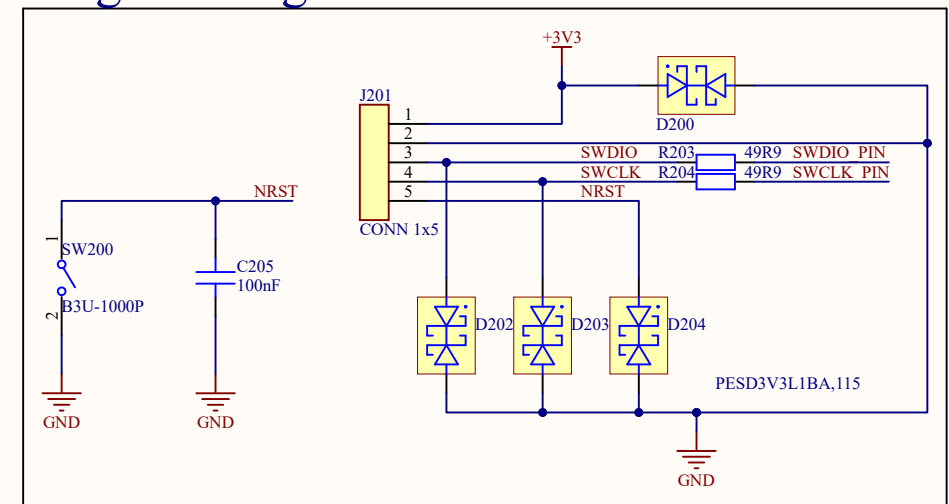 +3V3
J201
1
2
3
4
5
CONN 1x5
D200
SWDIO R203 49R9 SWDIO_PIN
SWCLK R204 49R9 SWCLK_PIN
NRST
NRST
1
SW200
B3U-1000P
2
C205
100nF
GND
GND
D202
D203
D204
PESD3V3L1BA,115
GND